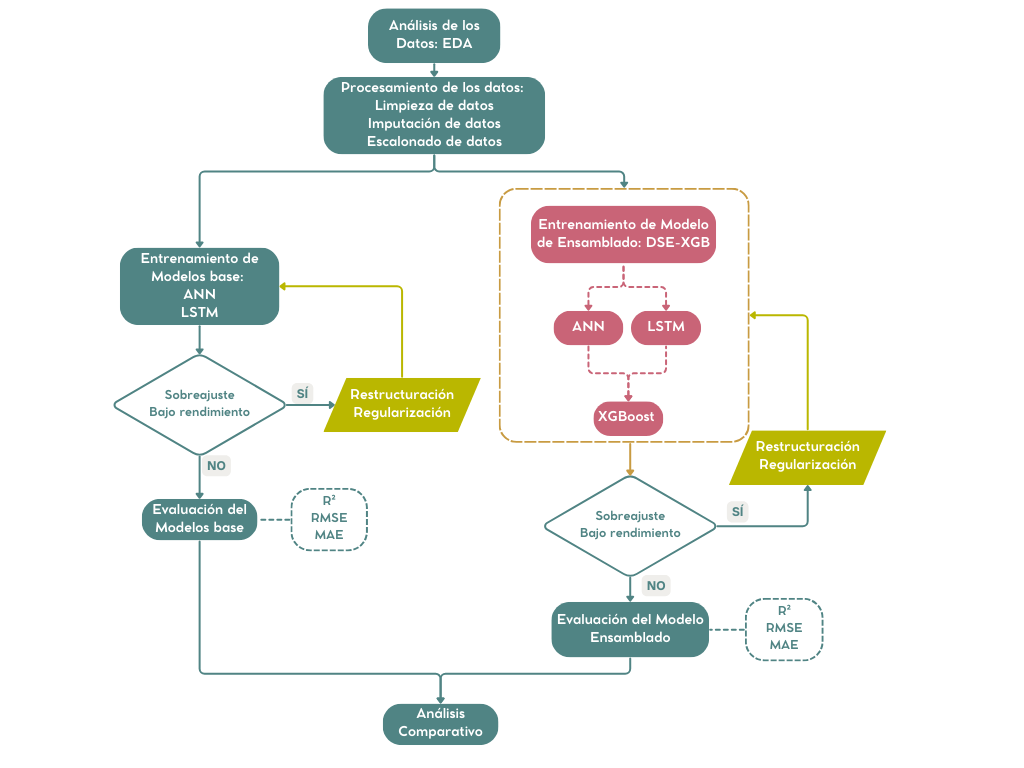 Análisis de los
Datos: EDA
Procesamiento de los datos:
Limpieza de datos
Imputación de datos
Escalonado de datos
Entrenamiento de
Modelos base:
ANN
LSTM
Sobreajuste
Bajo rendimiento
SÍ
Restructuración
Regularización
NO
Evaluación del
Modelos base
R²
RMSE
MAE
Entrenamiento de Modelo
de Ensamblado: DSE-XGB
ANN
LSTM
XGBoost
Restructuración
Regularización
Sobreajuste
Bajo rendimiento
SÍ
NO
Evaluación del Modelo
Ensamblado
R²
RMSE
MAE
Análisis
Comparativo